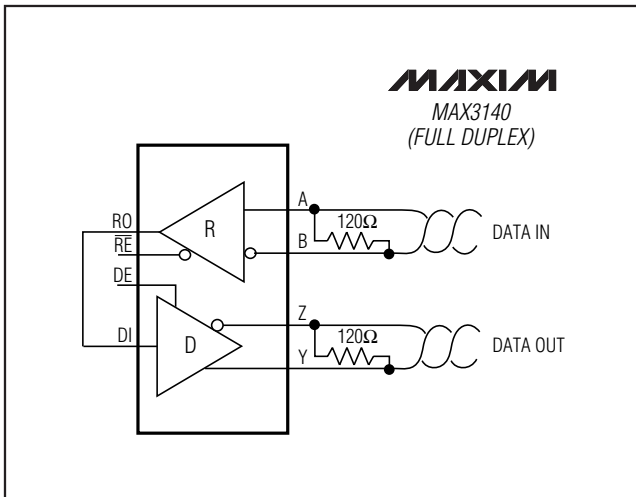 MAXIM
MAX3140
(FULL DUPLEX)
A
RO
R
120Ω
DATA IN
RE
B
DE
Z
DI
D
120Ω
DATA OUT
Y